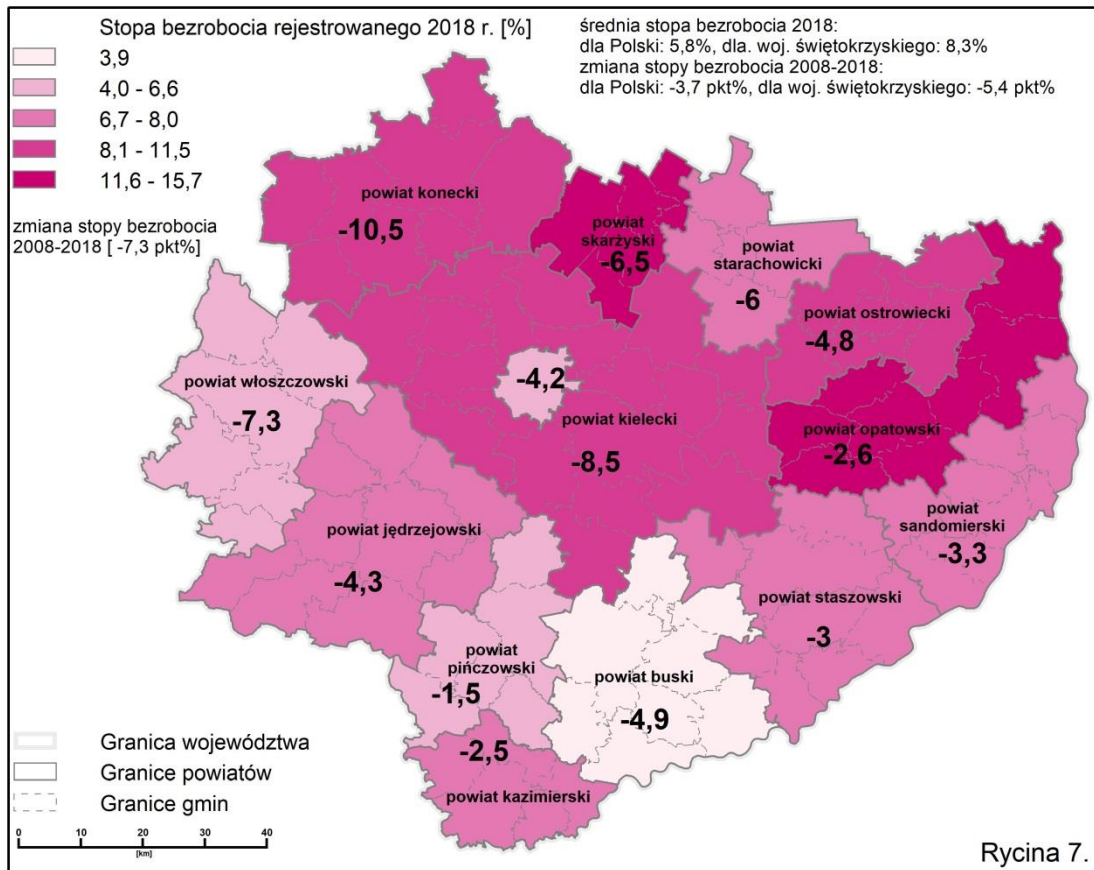 Stopa bezrobocia rejestrowanego 2018 r. [%]
3,9
4,0 - 6,6
6,7 - 8,0
8,1 - 11,5
11,6 - 15,7
zmiana stopy bezrobocia
2008-2018 [ -7,3 pkt%]
średnia stopa bezrobocia 2018:
dla Polski: 5,8%, dla. woj. świętokrzyskiego: 8,3%
zmiana stopy bezrobocia 2008-2018:
dla Polski: -3,7 pkt%, dla woj. świętokrzyskiego: -5,4 pkt%
powiat konecki
-10,5
powiat
skarżyski
-6,5
powiat
starachowicki
-6
powiat ostrowiecki
-4,8
powiat włoszczowski
-7,3
-4,2
powiat kielecki
-8,5
powiat opatowski
-2,6
powiat
sandomierski
-3,3
powiat jędrzejowski
-4,3
powiat staszowski
-3
powiat
pińczowski
-1,5
powiat buski
-4,9
-2,5
powiat kazimierski
Granica województwa
Granice powiatów
Granice gmin
0 10 20 30 40
[km]
Rycina 7.